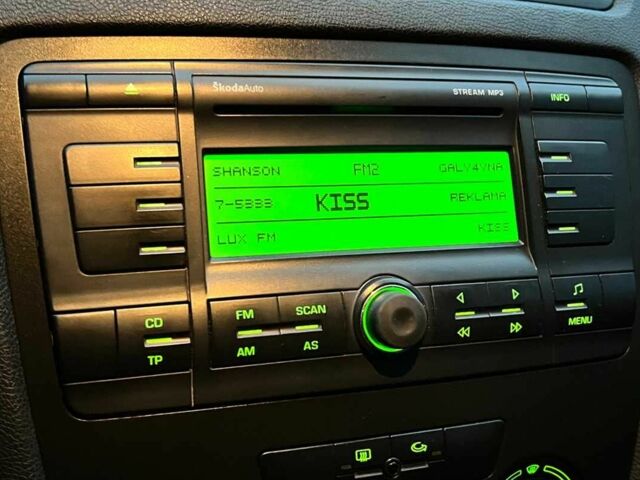 ŠkodaAuto STREAM MP3
INFO
SHANSON FM2 GALY4YNA
7-5333 KISS REKLAMA
LUX FM KISS
CD
TP
FM SCAN
AM AS
MENU